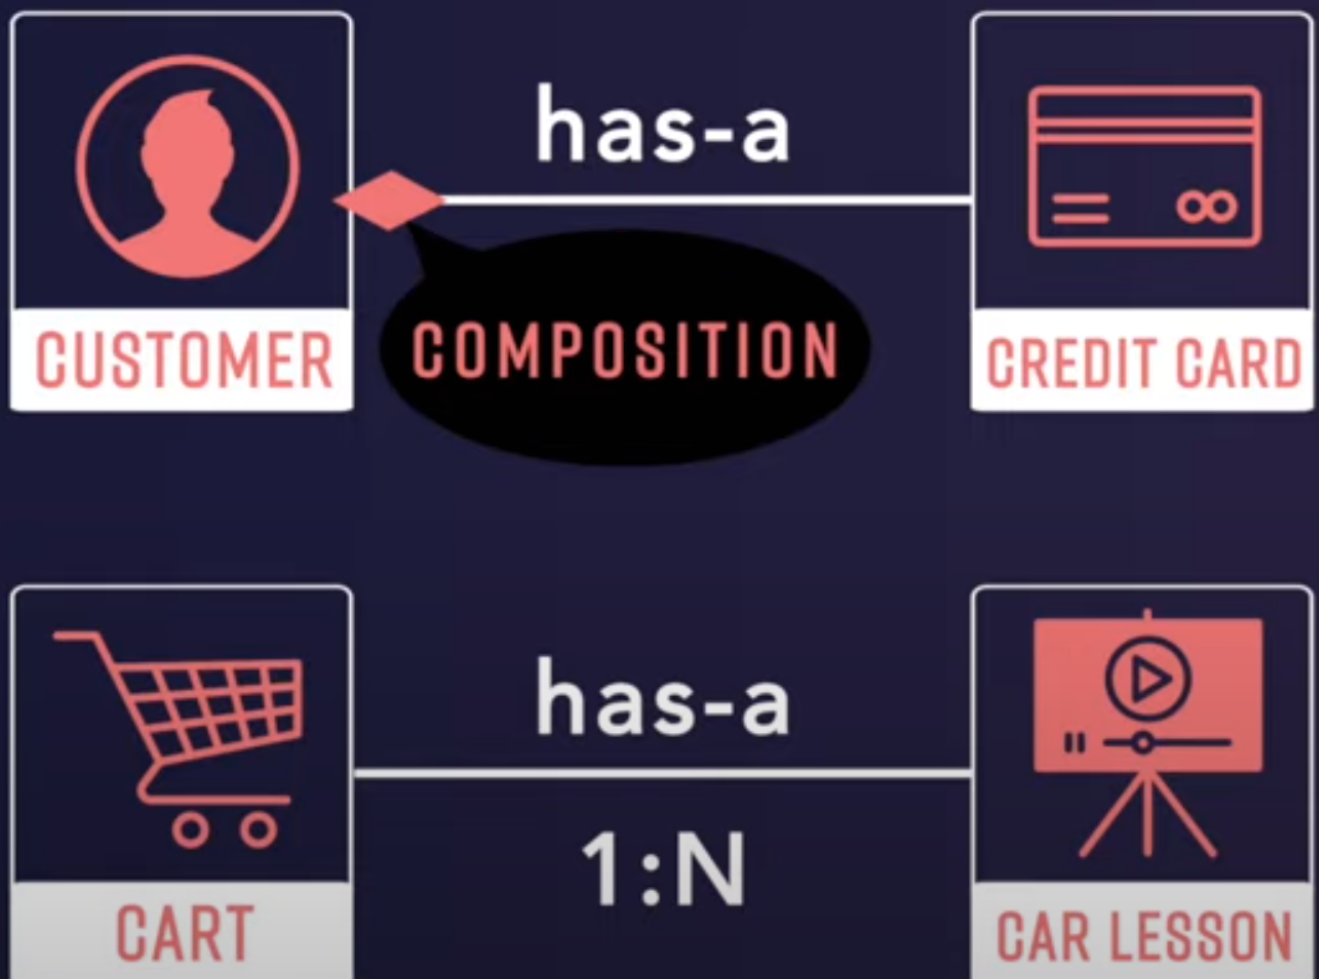 has-a
CUSTOMER
COMPOSITION
CREDIT CARD
has-a
1:N
CART
CAR LESSON